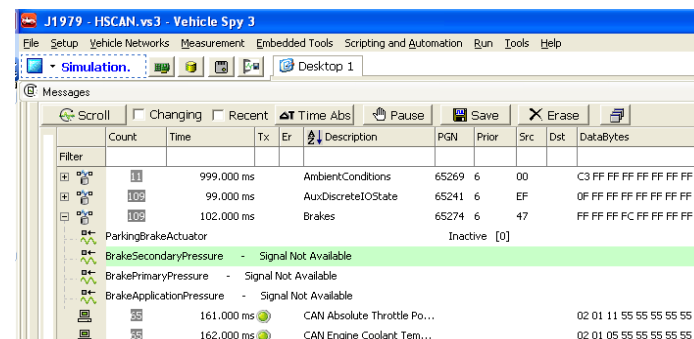 J1979 - HSCAN.vs3 - Vehicle Spy 3
File Setup Vehicle Networks Measurement Embedded Tools Scripting and Automation Run Tools Help
Simulation. Desktop 1
Messages
Scroll Changing Recent ΔT Time Abs Pause Save Erase
Count Time Tx Er Description PGN Prior Src Dst DataBytes
Filter
11 999.000 ms AmbientConditions 65269 6 00 C3 FF FF FF FF FF FF FF
109 99.000 ms AuxDiscreteIOState 65241 6 EF 0F FF FF FF FF FF FF FF
109 102.000 ms Brakes 65274 6 47 FF FF FF FC FF FF FF FF
ParkingBrakeActuator Inactive [0]
BrakeSecondaryPressure - Signal Not Available
BrakePrimaryPressure - Signal Not Available
BrakeApplicationPressure - Signal Not Available
55 161.000 ms CAN Absolute Throttle Po... 02 01 11 55 55 55 55 55
55 162.000 ms CAN Engine Coolant Tem... 02 01 05 55 55 55 55 55